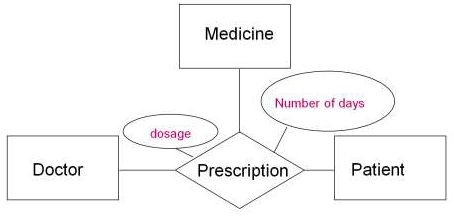 Medicine
Number of days
dosage
Doctor
Prescription
Patient